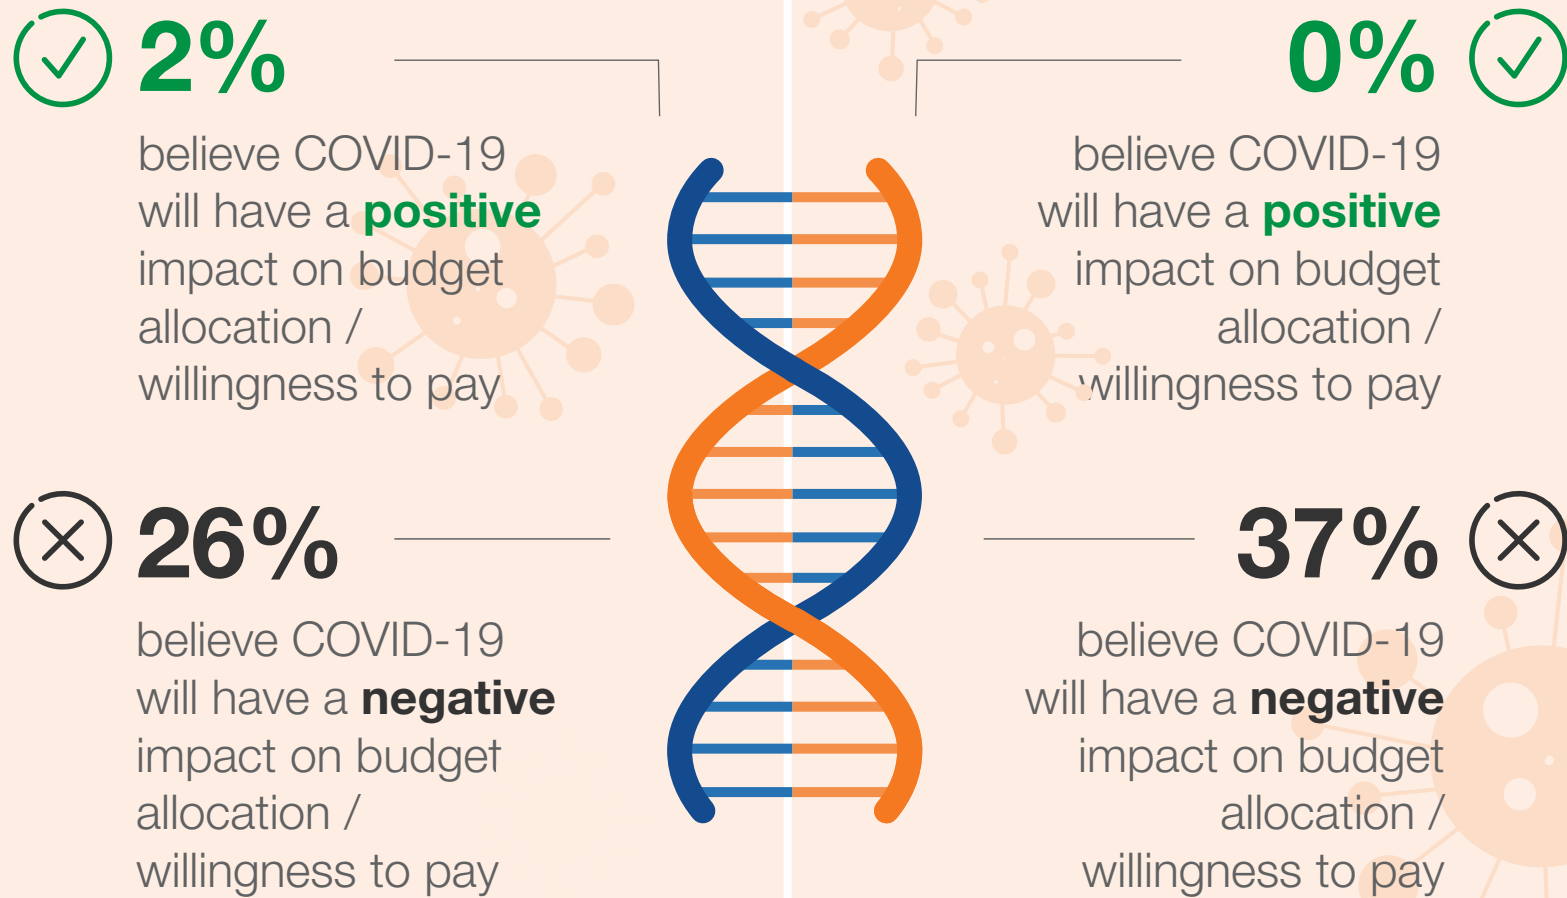 2%
believe COVID-19
will have a positive
impact on budget
allocation /
willingness to pay
0%
believe COVID-19
will have a positive
impact on budget
allocation /
willingness to pay
26%
believe COVID-19
will have a negative
impact on budget
allocation /
willingness to pay
37%
believe COVID-19
will have a negative
impact on budget
allocation /
willingness to pay